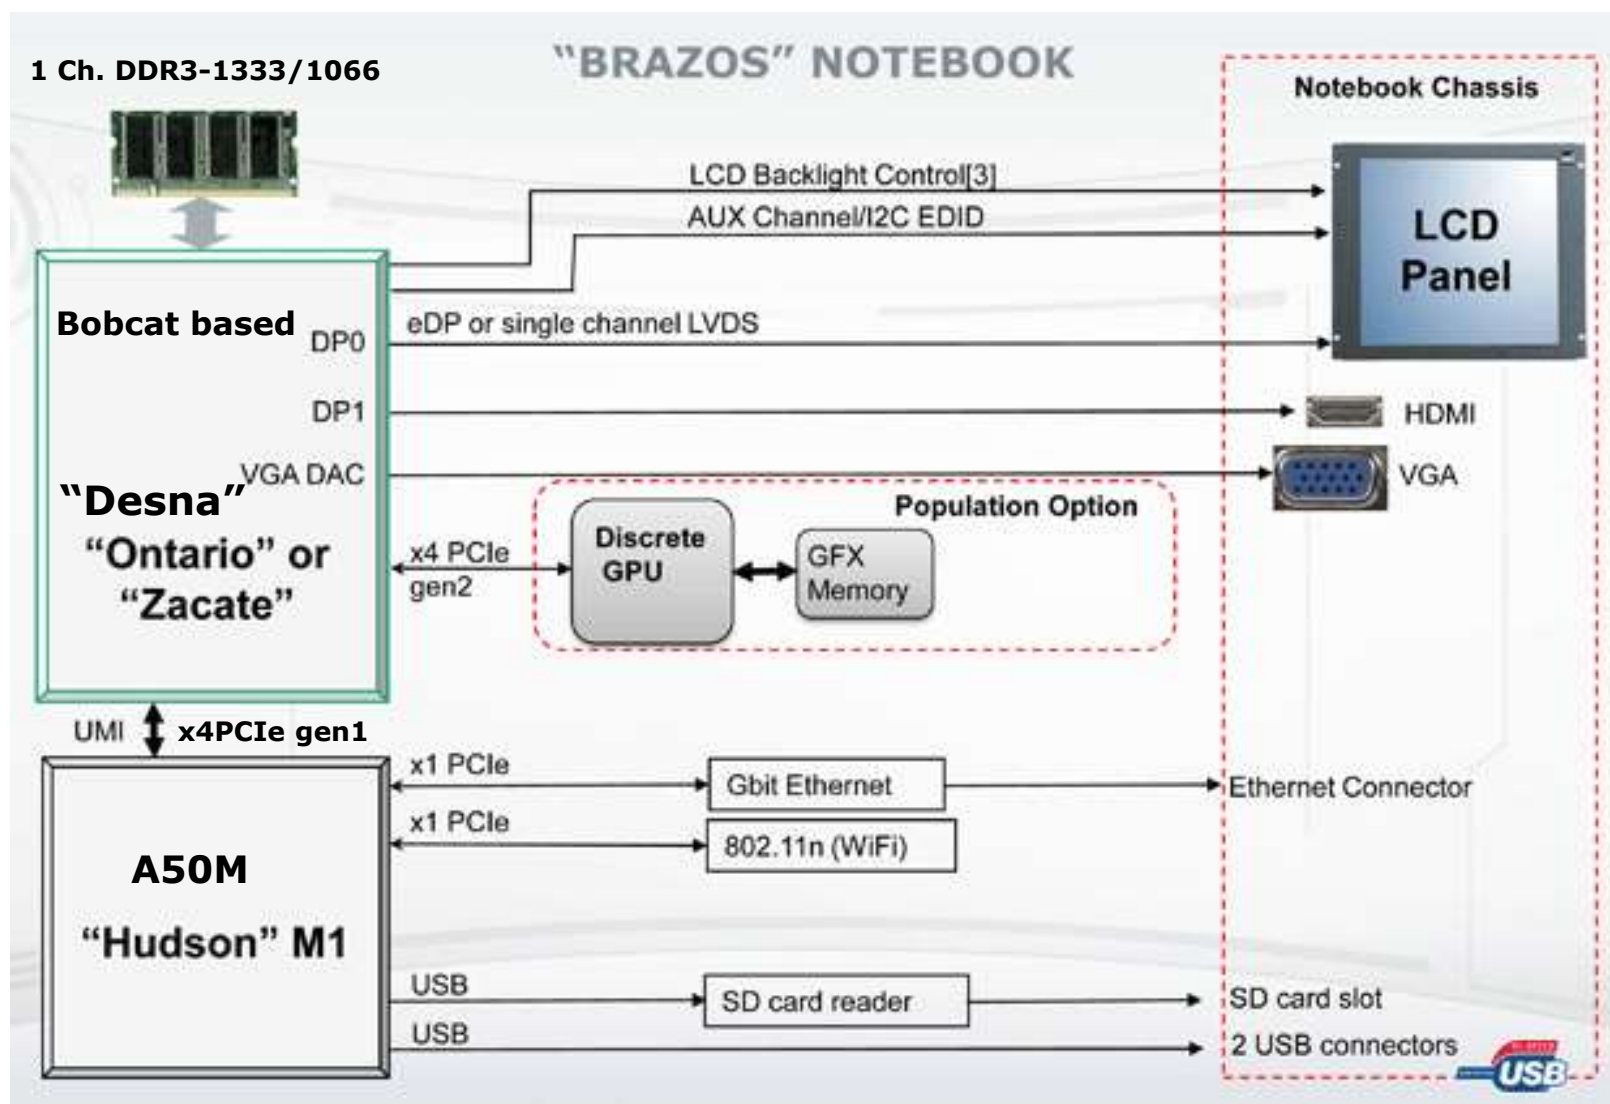 "BRAZOS" NOTEBOOK
1 Ch. DDR3-1333/1066
Notebook Chassis
LCD Backlight Control[3]
AUX Channel/I2C EDID
LCD
Panel
Bobcat based
DP0
eDP or single channel LVDS
DP1
HDMI
VGA DAC
VGA
"Desna"
"Ontario" or
"Zacate"
x4 PCIe
gen2
Population Option
Discrete
GPU
GFX
Memory
UMI
x4PCIe gen1
x1 PCIe
Gbit Ethernet
Ethernet Connector
x1 PCIe
802.11n (WiFi)
A50M
"Hudson" M1
USB
SD card reader
SD card slot
USB
2 USB connectors
USB